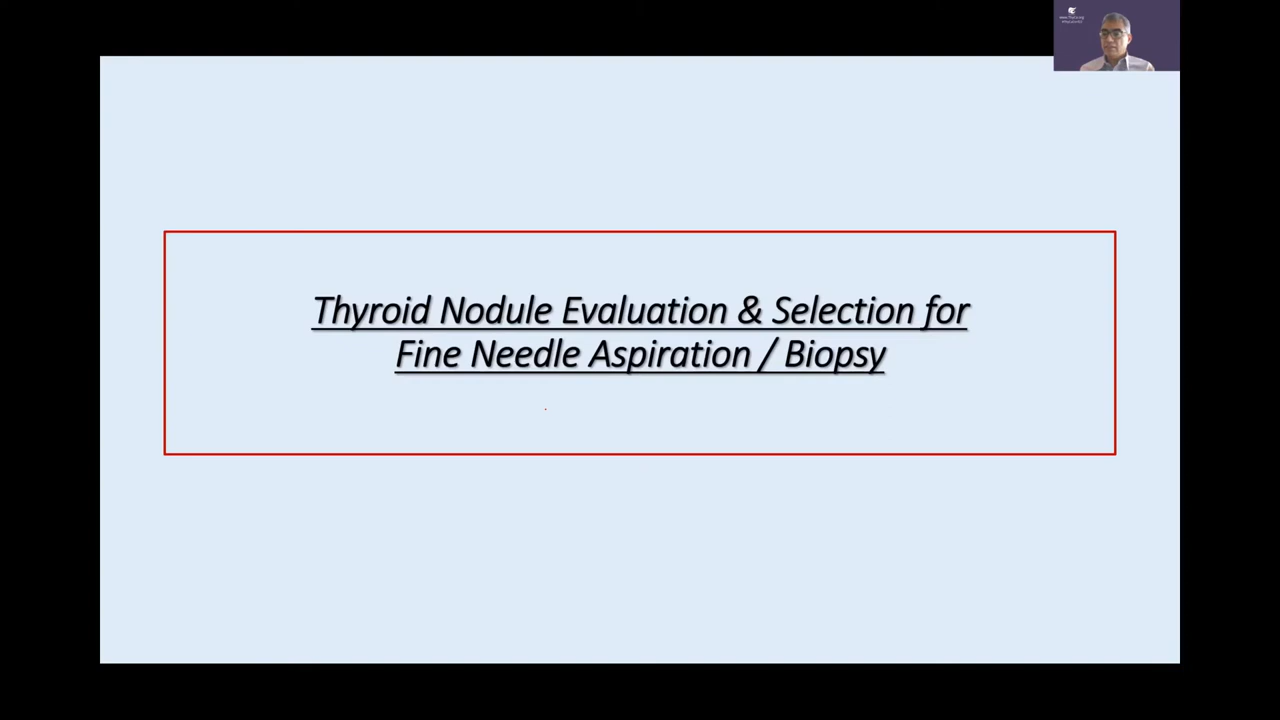 Thyroid Nodule Evaluation & Selection for
Fine Needle Aspiration / Biopsy